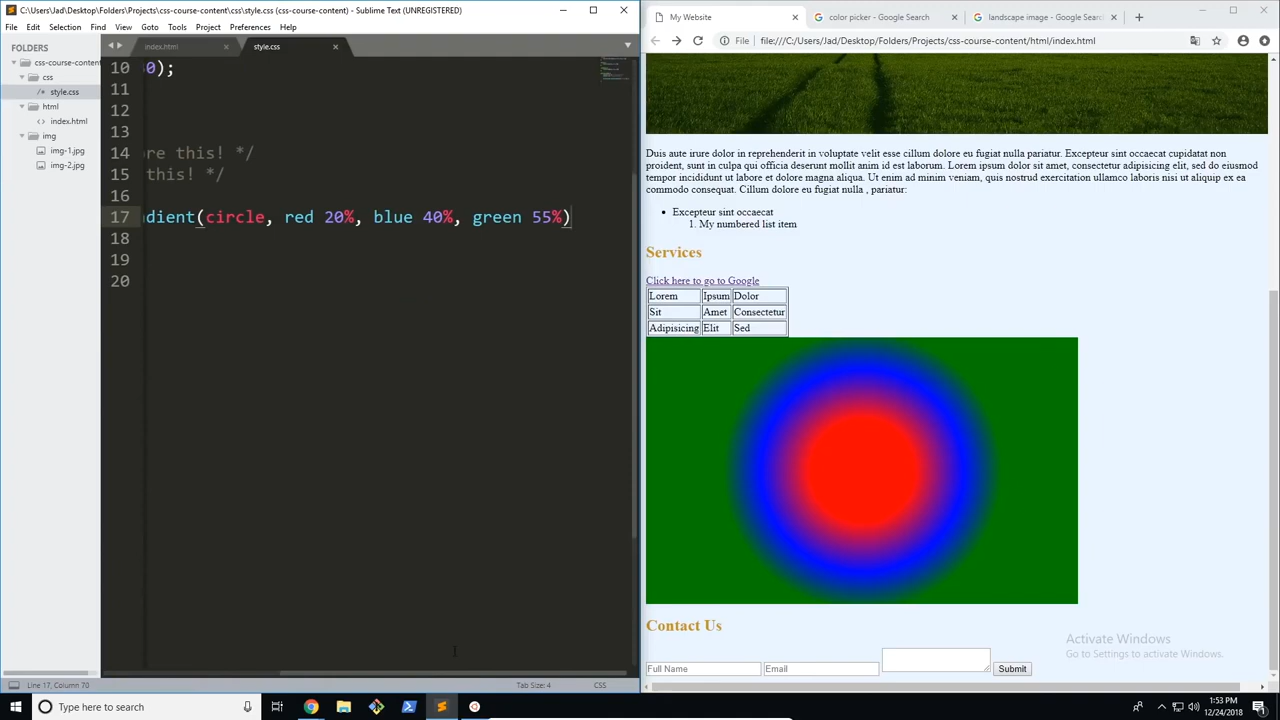 C:\Users\Jad\Desktop\Folders\Projects\css-course-content\css\style.css (css-course-content) - Sublime Text (UNREGISTERED)
File Edit Selection Find View Goto Tools Project Preferences Help
FOLDERS
css-course-content
css
style.css
html
index.html
img
img-1.jpg
img-2.jpg
index.html
style.css
10 0);
11
12
13
14 re this! */
15 this! */
16
17 dient(circle, red 20%, blue 40%, green 55%)
18
19
20
Line 17, Column 70
Tab Size: 4
CSS
My Website
color picker - Google Search
landscape image - Google Search
File file:///C:/Users/Jad/Desktop/Folders/Projects/css-course-content/html/index.html
Duis aute irure dolor in reprehenderit in voluptate velit esse cillum dolore eu fugiat nulla pariatur. Excepteur sint occaecat cupidatat non
proident, sunt in culpa qui officia deserunt mollit anim id est laborum. Lorem ipsum dolor sit amet, consectetur adipisicing elit, sed do eiusmod
tempor incididunt ut labore et dolore magna aliqua. Ut enim ad minim veniam, quis nostrud exercitation ullamco laboris nisi ut aliquip ex ea
commodo consequat. Cillum dolore eu fugiat nulla , pariatur:
• Excepteur sint occaecat
1. My numbered list item
Services
Click here to go to Google
Lorem Ipsum Dolor
Sit Amet Consectetur
Adipisicing Elit Sed
Contact Us
Full Name Email Submit
Activate Windows
Go to Settings to activate Windows.
Type here to search
1:53 PM
12/24/2018
1